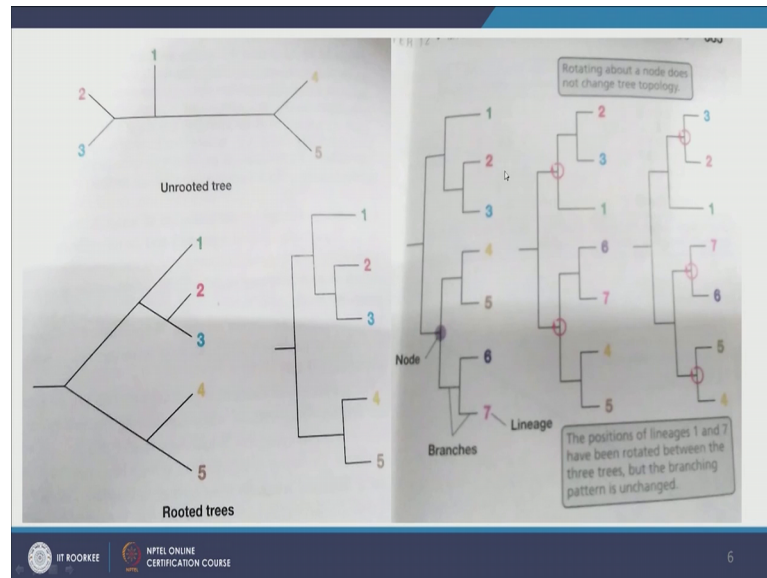 1
2
4
3
5
Unrooted tree
1
2
3
4
5
1
2
3
4
5
Rooted trees
Rotating about a node does
not change tree topology.
1
2
3
4
5
6
7
Node
Branches
Lineage
2
3
1
6
7
4
5
3
2
1
7
6
5
4
The positions of lineages 1 and 7
have been rotated between the
three trees, but the branching
pattern is unchanged.
IIT ROORKEE
NPTEL ONLINE
CERTIFICATION COURSE
6